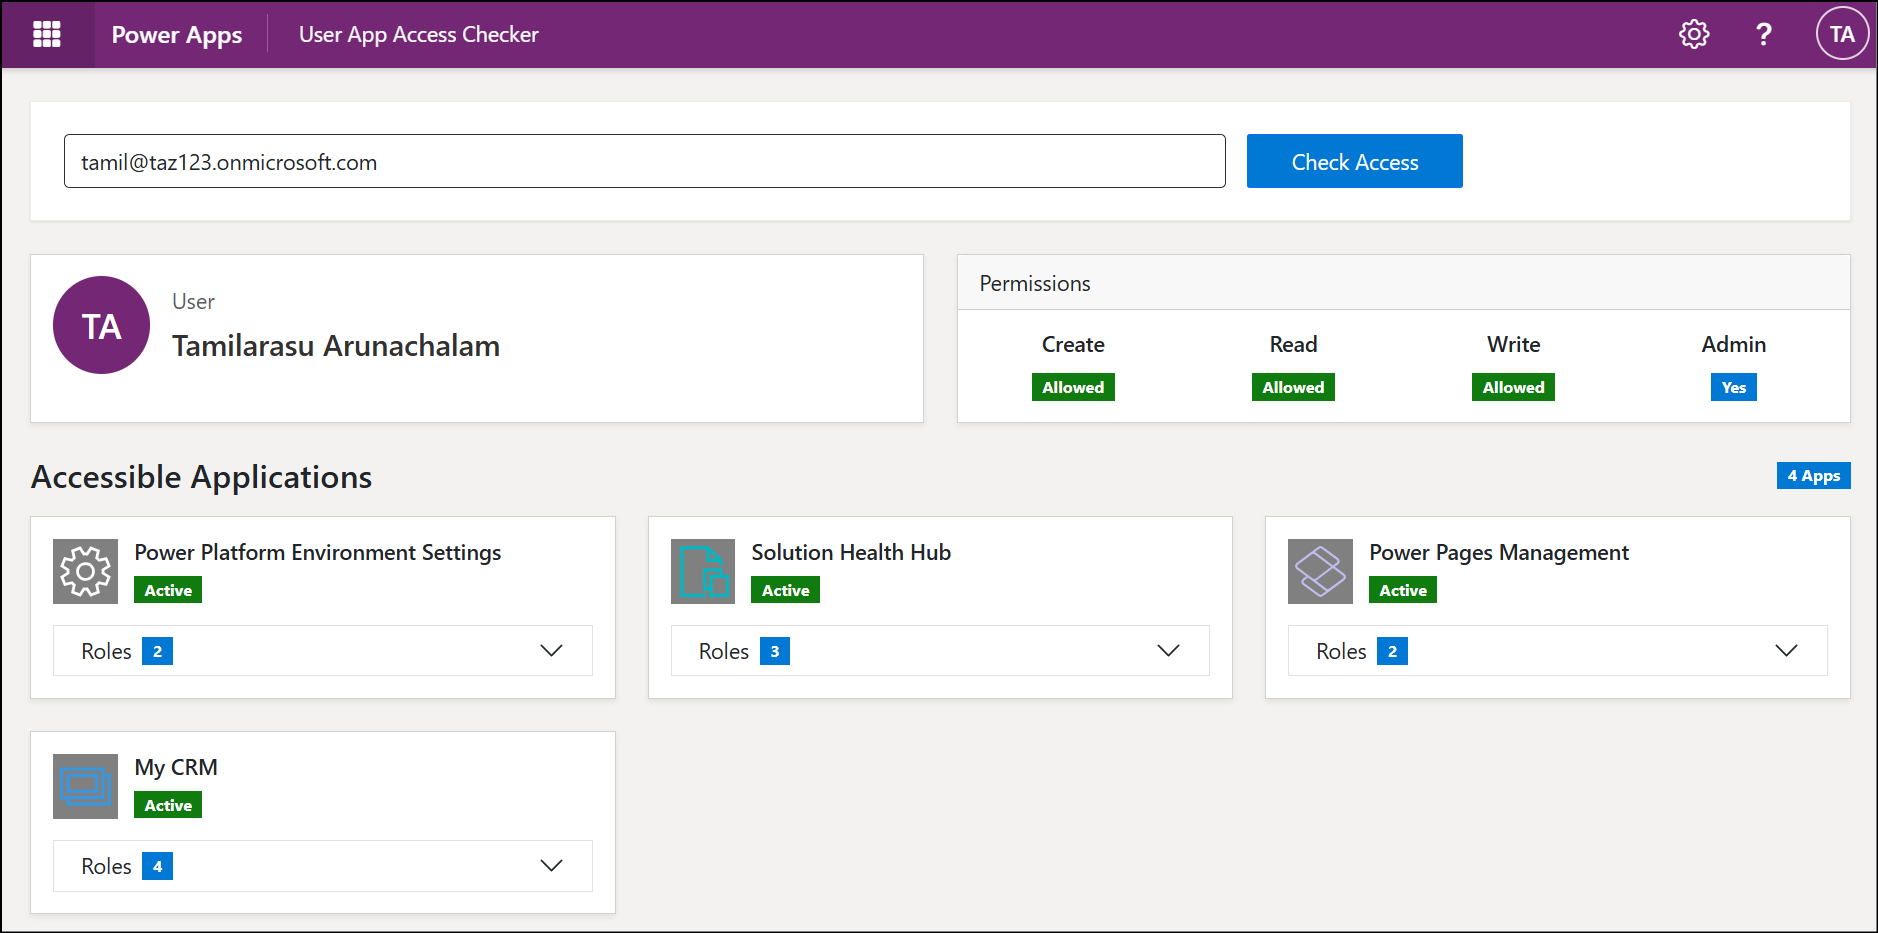 Power Apps
User App Access Checker
?
TA
tamil@taz123.onmicrosoft.com
Check Access
TA
User
Tamilarasu Arunachalam
Permissions
Create Read Write Admin
Allowed Allowed Allowed Yes
Accessible Applications
4 Apps
Power Platform Environment Settings
Active
Roles 2
Solution Health Hub
Active
Roles 3
Power Pages Management
Active
Roles 2
My CRM
Active
Roles 4